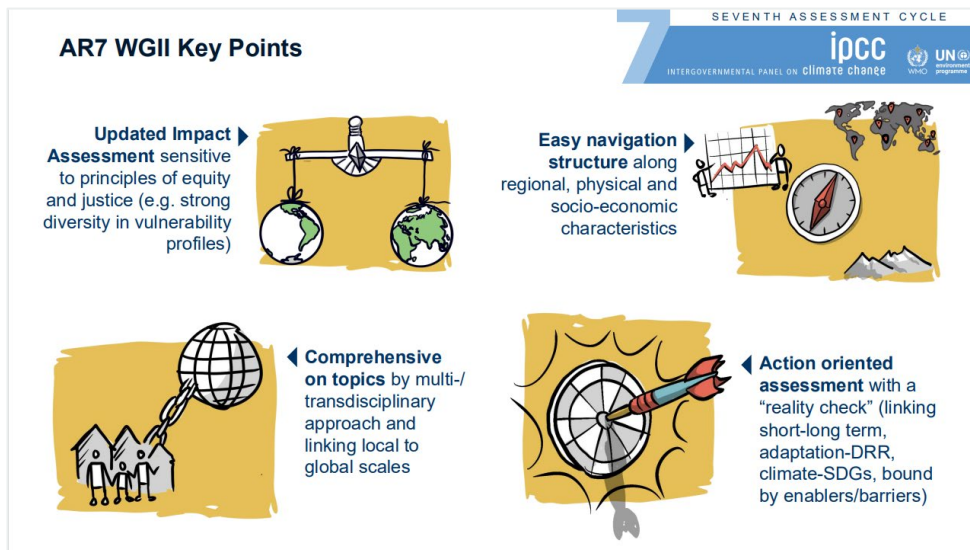 SEVENTH ASSESSMENT CYCLE
AR7 WGII Key Points
7
ipcc
INTERGOVERNMENTAL PANEL ON climate change
WMO
UN
environment
programme
Updated Impact
Assessment sensitive
to principles of equity
and justice (e.g. strong
diversity in vulnerability
profiles)
Easy navigation
structure along
regional, physical and
socio-economic
characteristics
Comprehensive
on topics by multi-/
transdisciplinary
approach and
linking local to
global scales
Action oriented
assessment with a
“reality check” (linking
short-long term,
adaptation-DRR,
climate-SDGs, bound
by enablers/barriers)